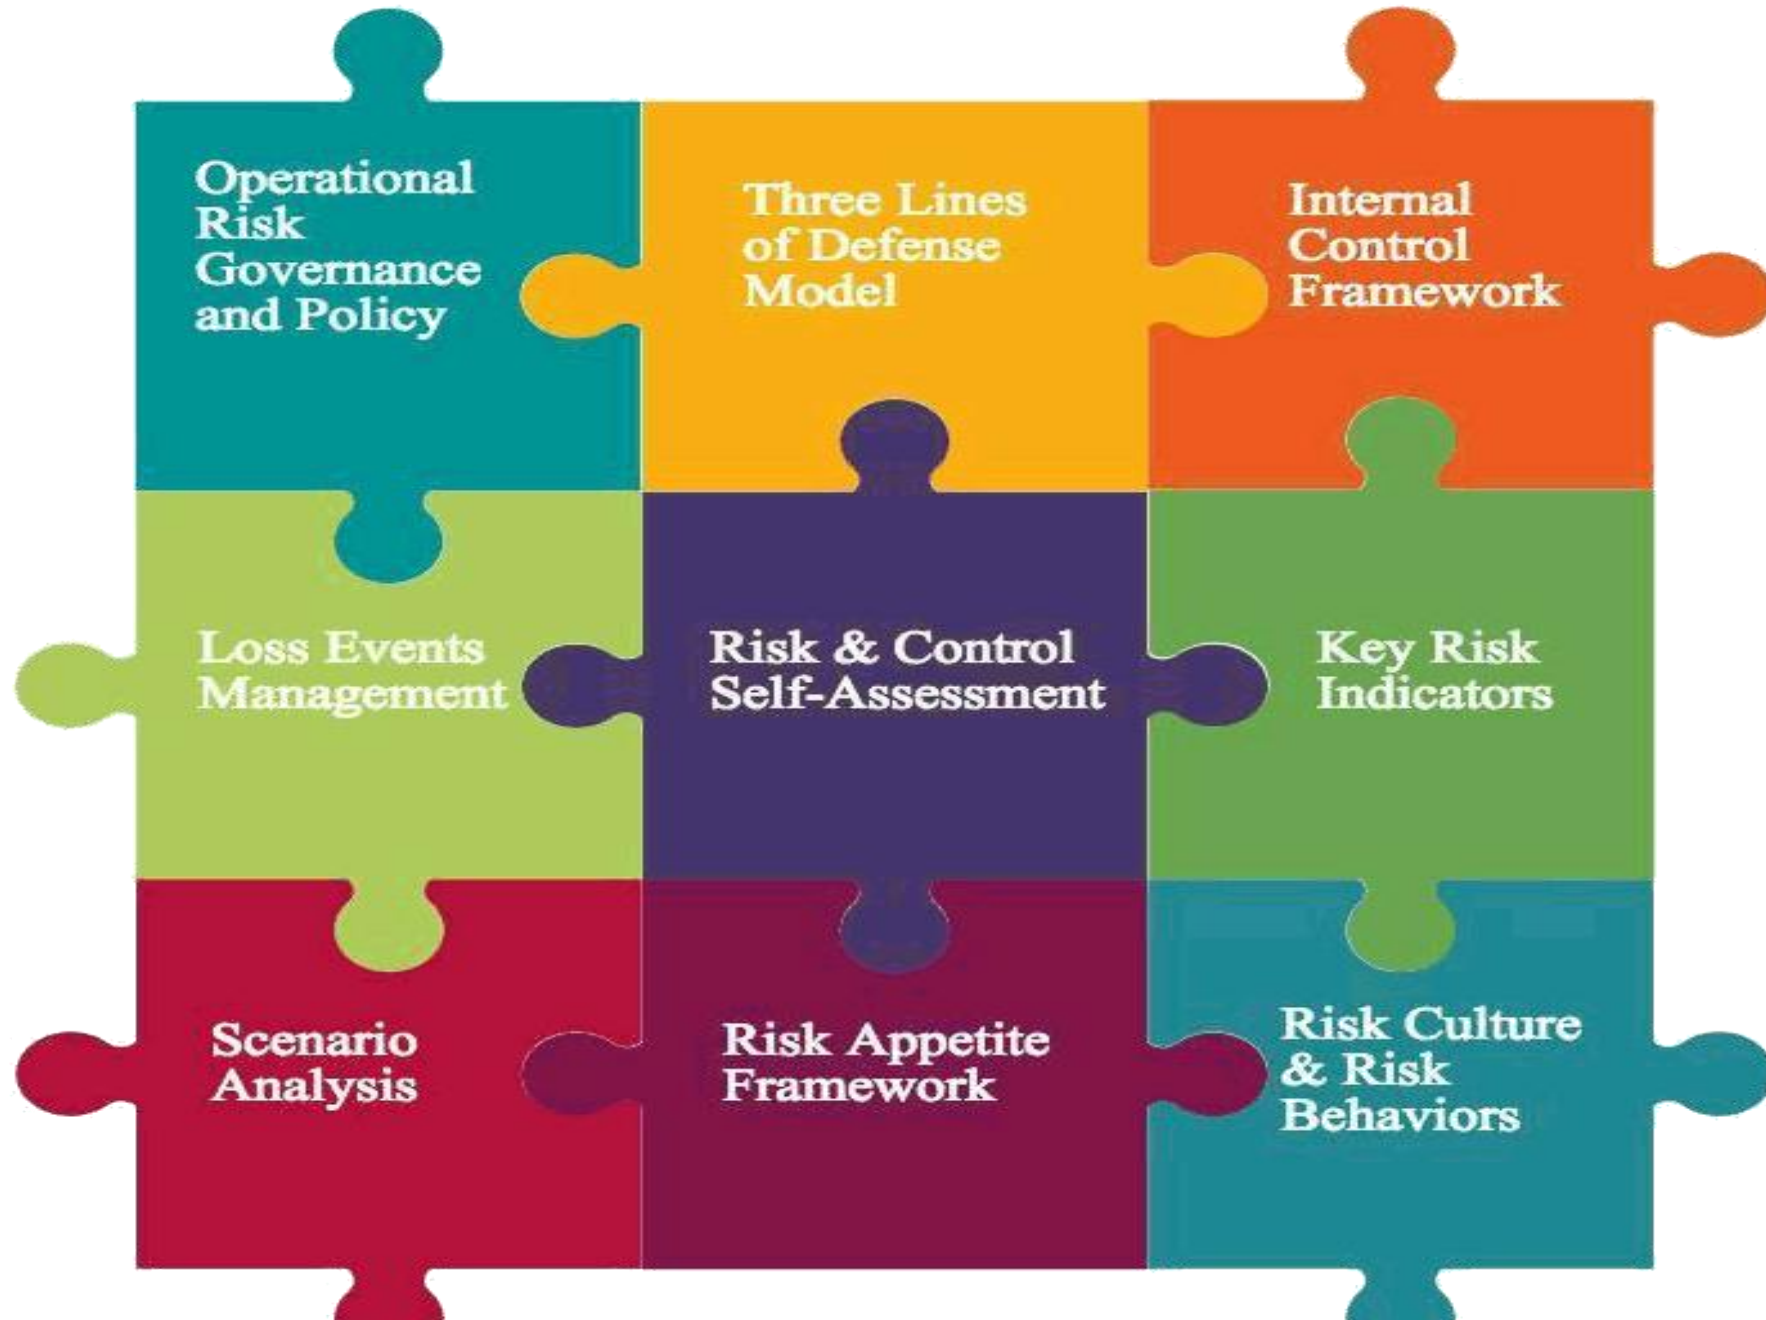 Operational
Risk
Governance
and Policy
Three Lines
of Defense
Model
Internal
Control
Framework
Loss Events
Management
Risk & Control
Self-Assessment
Key Risk
Indicators
Scenario
Analysis
Risk Appetite
Framework
Risk Culture
& Risk
Behaviors